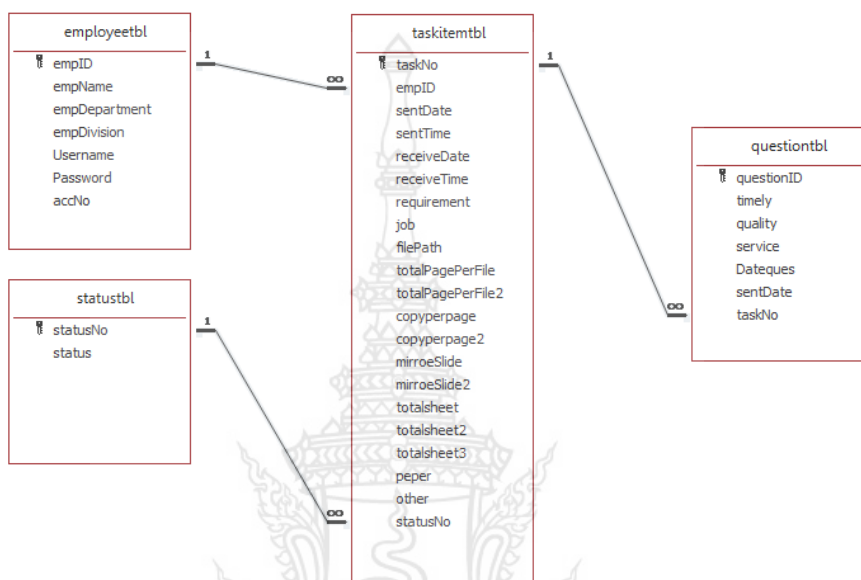 employeetbl
empID
empName
empDepartment
empDivision
Username
Password
accNo
1
∞
statustbl
statusNo
status
1
∞
taskitemtbl
taskNo
empID
sentDate
sentTime
receiveDate
receiveTime
requirement
job
filePath
totalPagePerFile
totalPagePerFile2
copyperpage
copyperpage2
mirroeSlide
mirroeSlide2
totalsheet
totalsheet2
totalsheet3
peper
other
statusNo
1
∞
questiontbl
questionID
timely
quality
service
Dateques
sentDate
taskNo